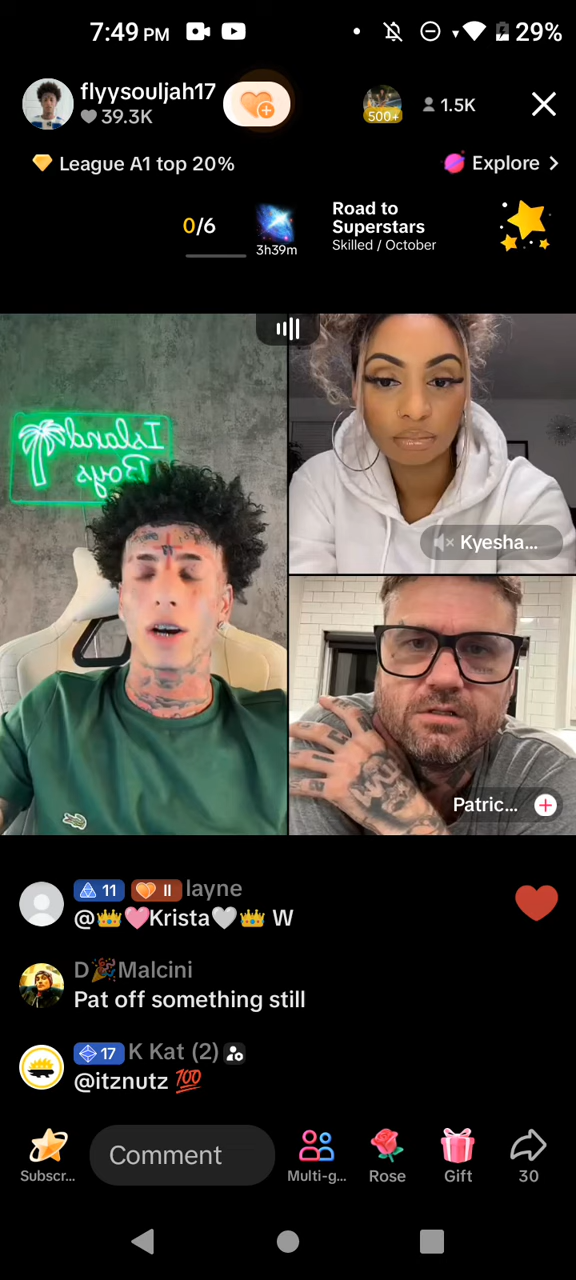 7:49 PM
29%
flyysouljah17
39.3K
500+
1.5K
League A1 top 20%
Explore >
0/6
3h39m
Road to
Superstars
Skilled / October
Island
Boys
Kyesha...
Patric...
11 II layne
@👑🩷Krista🤍👑 W
D🎉Malcini
Pat off something still
17 K Kat (2)
@itznutz 💯
Subscr...
Comment
Multi-g...
Rose
Gift
30